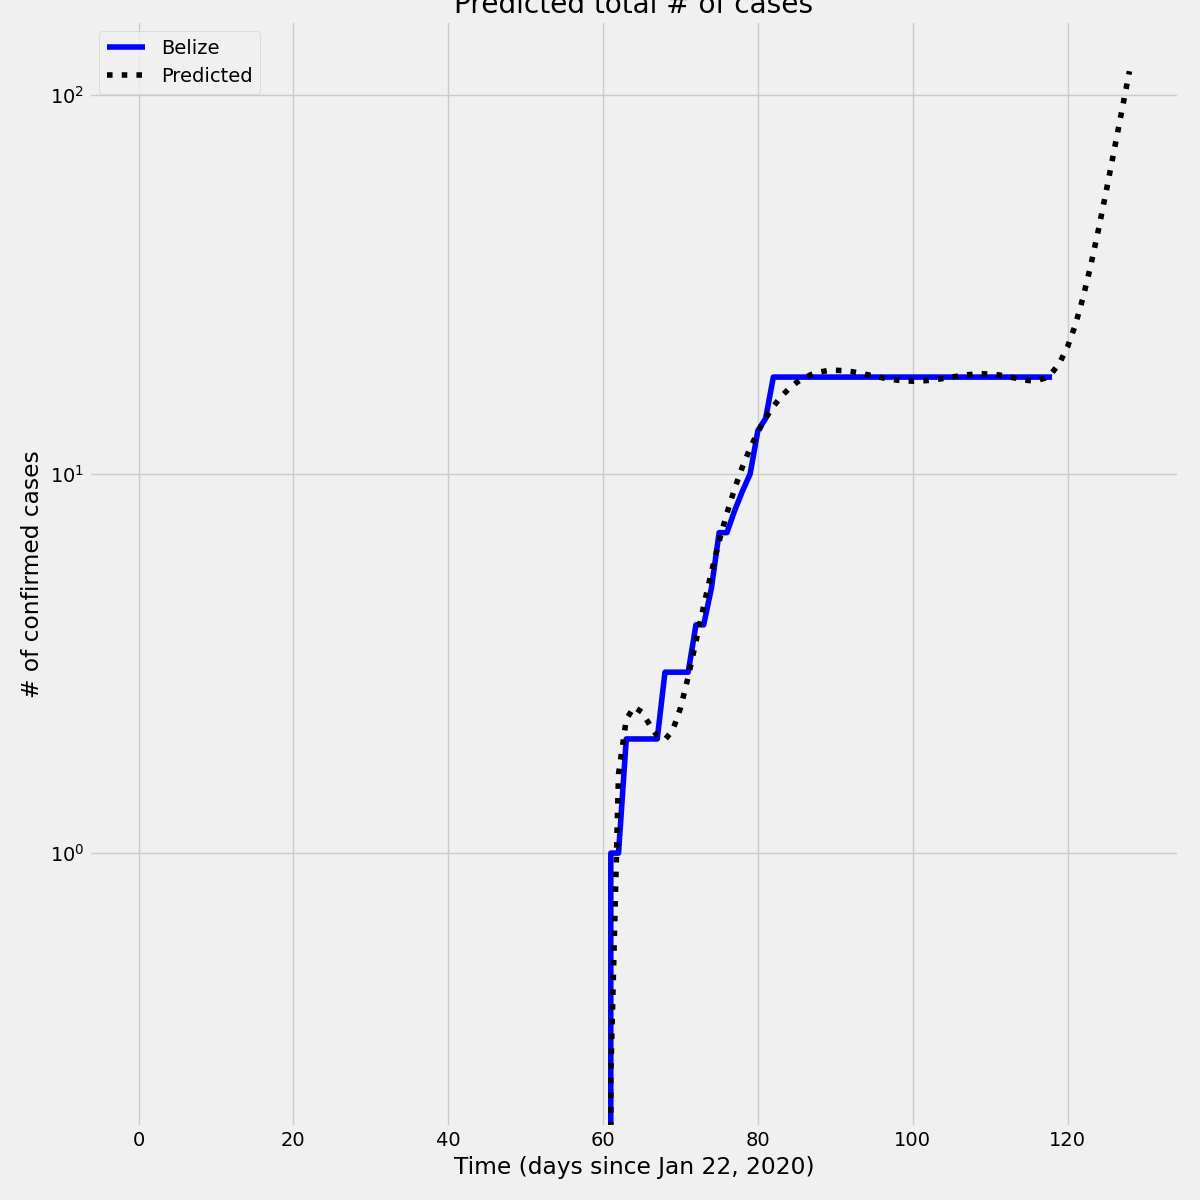 Predicted total # of cases
Belize
Predicted
10²
10¹
10⁰
# of confirmed cases
0 20 40 60 80 100 120
Time (days since Jan 22, 2020)